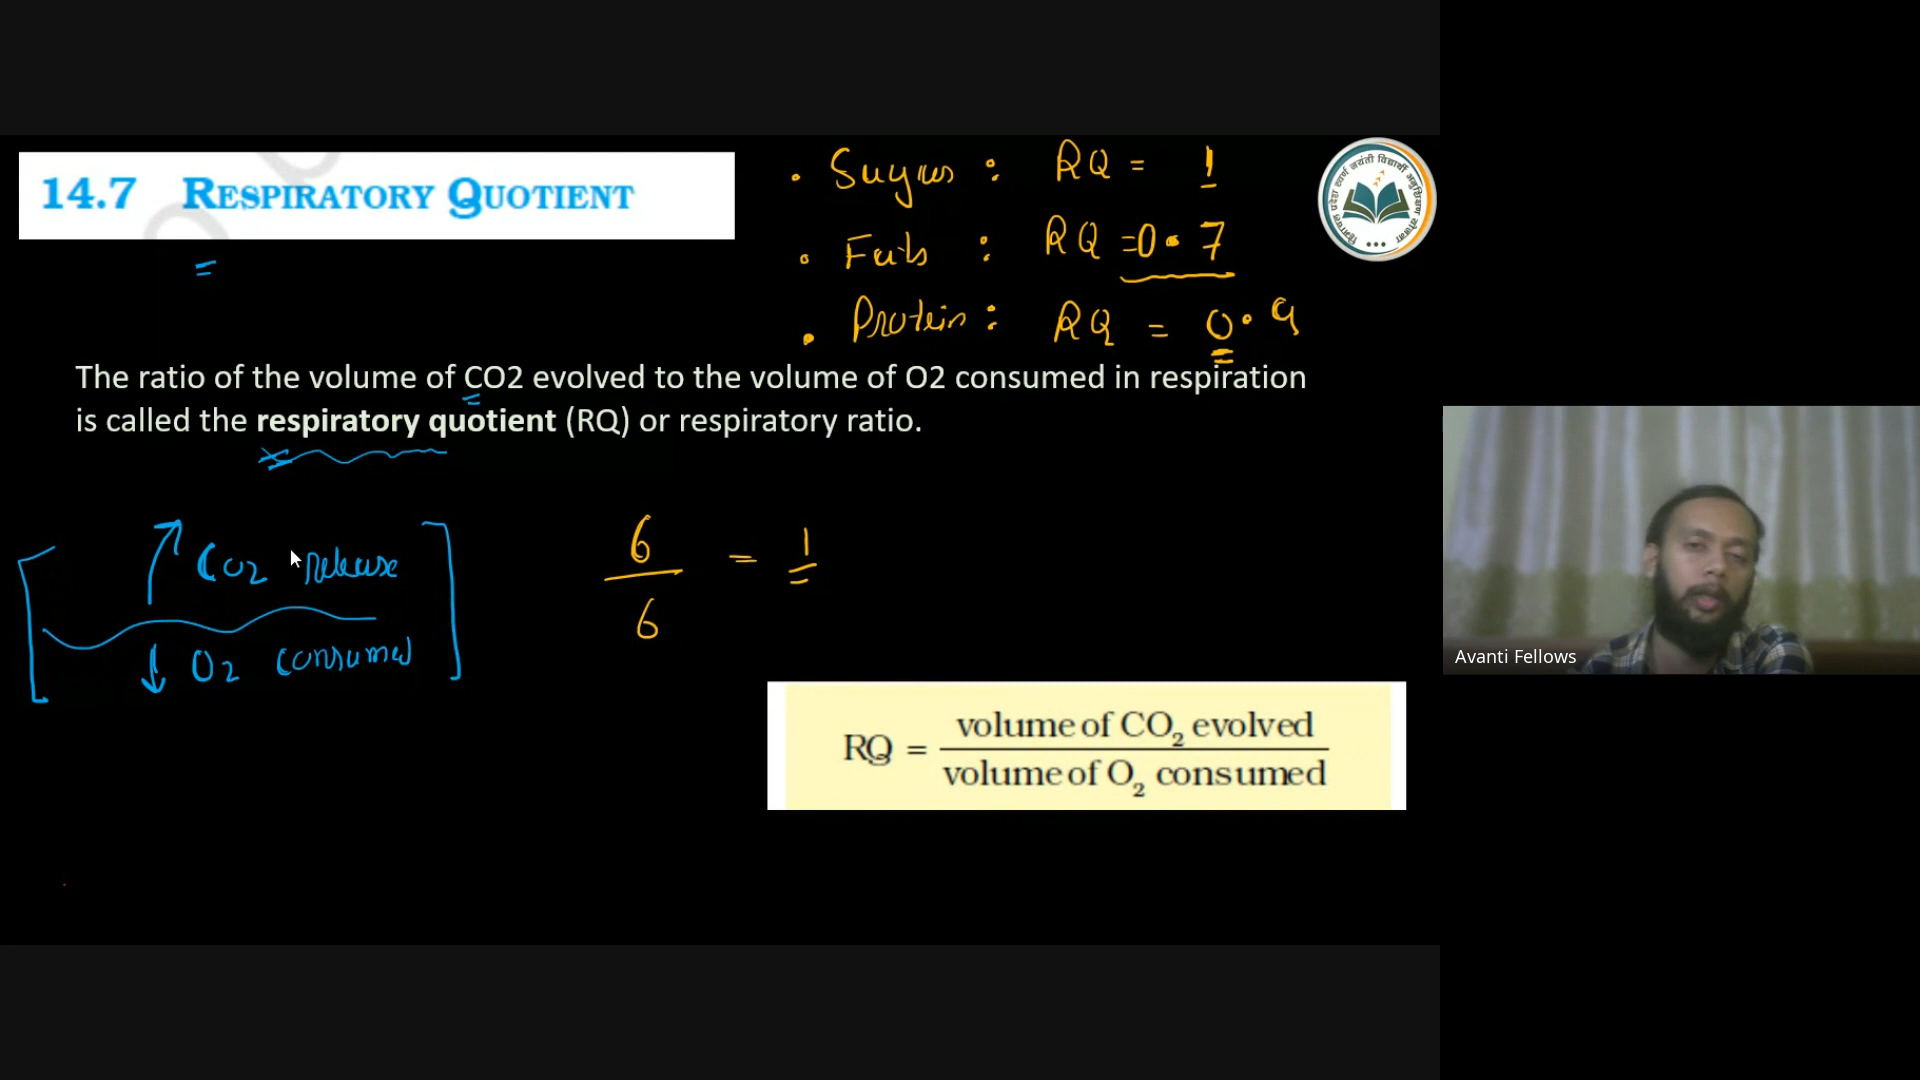 14.7 RESPIRATORY QUOTIENT
• Sugars : RQ = 1
• Fats : RQ = 0.7
• Protein : RQ = 0.9
The ratio of the volume of CO2 evolved to the volume of O2 consumed in respiration
is called the respiratory quotient (RQ) or respiratory ratio.
↑ CO2 release
↓ O2 consumed
6
6
= 1
RQ = volume of CO2 evolved
volume of O2 consumed
Avanti Fellows